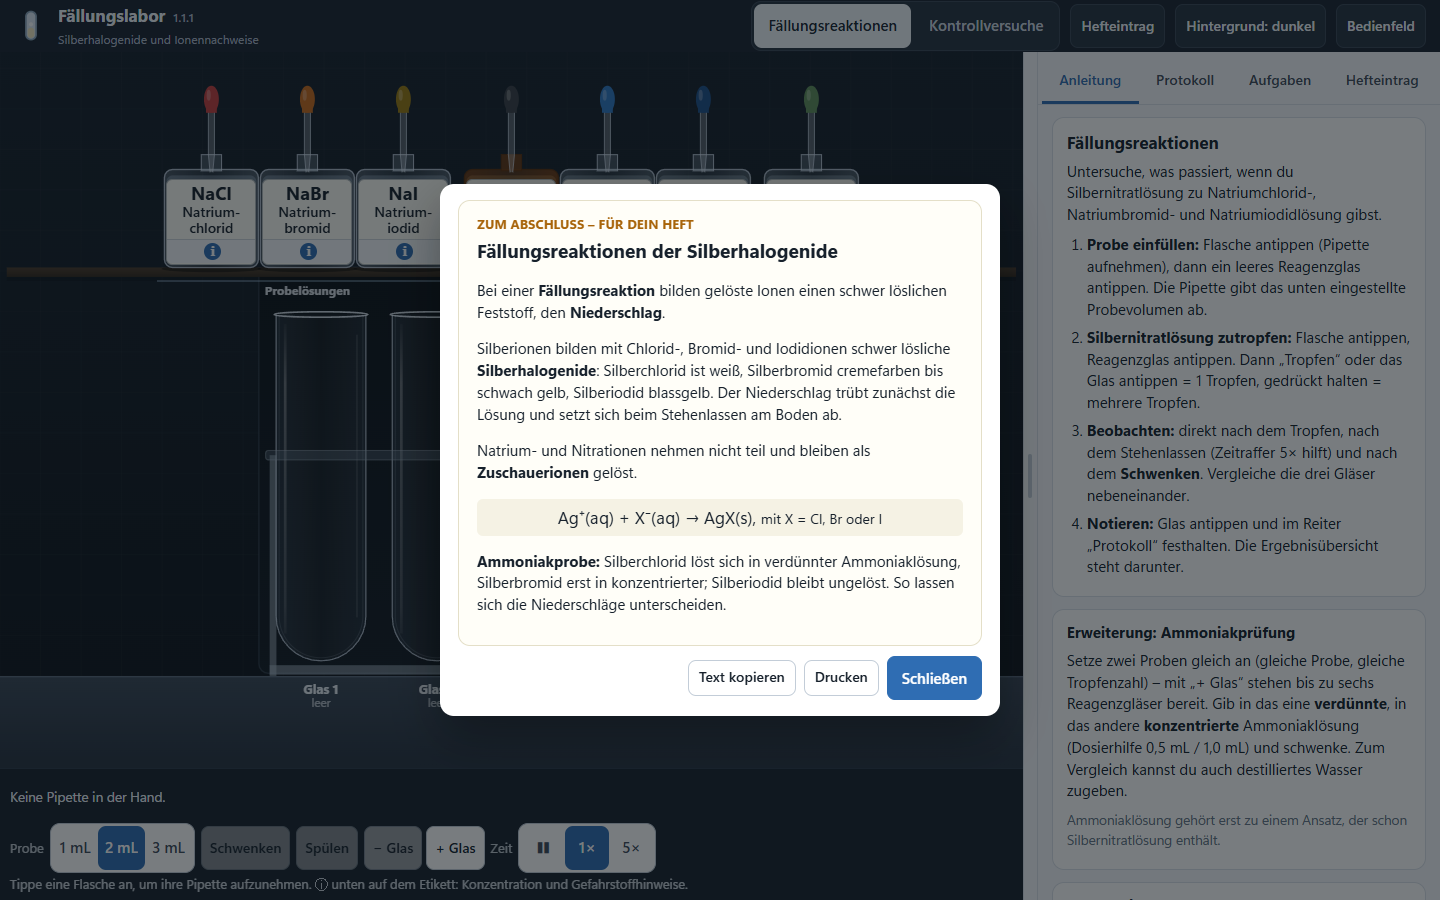 Fällungslabor 1.1.1
Silberhalogenide und Ionennachweise
Fällungsreaktionen
Kontrollversuche
Hefteintrag
Hintergrund: dunkel
Bedienfeld
NaCl
Natrium-
chlorid
i
NaBr
Natrium-
bromid
i
NaI
Natrium-
iodid
i
Probelösungen
Glas 1
leer
ZUM ABSCHLUSS – FÜR DEIN HEFT
Fällungsreaktionen der Silberhalogenide
Bei einer Fällungsreaktion bilden gelöste Ionen einen schwer löslichen
Feststoff, den Niederschlag.
Silberionen bilden mit Chlorid-, Bromid- und Iodidionen schwer lösliche
Silberhalogenide: Silberchlorid ist weiß, Silberbromid cremefarben bis
schwach gelb, Silberiodid blassgelb. Der Niederschlag trübt zunächst die
Lösung und setzt sich beim Stehenlassen am Boden ab.
Natrium- und Nitrationen nehmen nicht teil und bleiben als
Zuschauerionen gelöst.
Ag⁺(aq) + X⁻(aq) → AgX(s), mit X = Cl, Br oder I
Ammoniakprobe: Silberchlorid löst sich in verdünnter Ammoniaklösung,
Silberbromid erst in konzentrierter; Silberiodid bleibt ungelöst. So lassen
sich die Niederschläge unterscheiden.
Text kopieren
Drucken
Schließen
Keine Pipette in der Hand.
Probe 1 mL 2 mL 3 mL Schwenken Spülen − Glas + Glas Zeit 1× 5×
Tippe eine Flasche an, um ihre Pipette aufzunehmen. ⓘ unten auf dem Etikett: Konzentration und Gefahrstoffhinweise.
Anleitung
Protokoll
Aufgaben
Hefteintrag
Fällungsreaktionen
Untersuche, was passiert, wenn du
Silbernitratlösung zu Natriumchlorid-,
Natriumbromid- und Natriumiodidlösung gibst.
1. Probe einfüllen: Flasche antippen (Pipette
aufnehmen), dann ein leeres Reagenzglas
antippen. Die Pipette gibt das unten eingestellte
Probevolumen ab.
2. Silbernitratlösung zutropfen: Flasche antippen,
Reagenzglas antippen. Dann „Tropfen“ oder das
Glas antippen = 1 Tropfen, gedrückt halten =
mehrere Tropfen.
3. Beobachten: direkt nach dem Tropfen, nach
dem Stehenlassen (Zeitraffer 5× hilft) und nach
dem Schwenken. Vergleiche die drei Gläser
nebeneinander.
4. Notieren: Glas antippen und im Reiter
„Protokoll“ festhalten. Die Ergebnisübersicht
steht darunter.
Erweiterung: Ammoniakprüfung
Setze zwei Proben gleich an (gleiche Probe, gleiche
Tropfenzahl) – mit „+ Glas“ stehen bis zu sechs
Reagenzgläser bereit. Gib in das eine verdünnte, in
das andere konzentrierte Ammoniaklösung
(Dosierhilfe 0,5 mL / 1,0 mL) und schwenke. Zum
Vergleich kannst du auch destilliertes Wasser
zugeben.
Ammoniaklösung gehört erst zu einem Ansatz, der schon
Silbernitratlösung enthält.